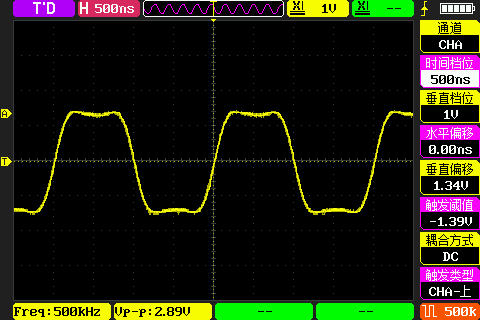 T'D H 500ns X1 1V X1 --
通道
CHA
时间档位
500ns
垂直档位
1V
水平偏移
0.00ns
垂直偏移
1.34V
触发阈值
-1.39V
耦合方式
DC
触发类型
CHA-上
A
T
Freq:500kHz Vp-p:2.89V -- -- 500k